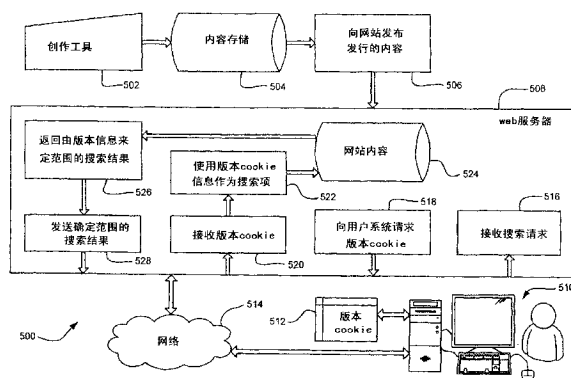 创作工具
502
内容存储
504
向网站发布
发行的内容
506
508
web服务器
返回由版本信息来
定范围的搜索结果
526
使用版本cookie
信息作为搜索项
522
网站内容
524
发送确定范围的
搜索结果
528
接收版本cookie
520
向用户系统请求
版本cookie
518
接收搜索请求
516
500
网络
514
512
版本
cookie
510